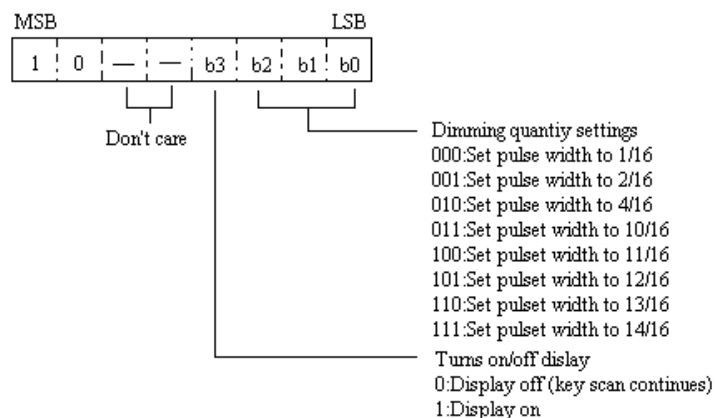 MSB LSB
1 0 — — b3 b2 b1 b0
Don't care
Dimming quantiy settings
000:Set pulse width to 1/16
001:Set pulse width to 2/16
010:Set pulse width to 4/16
011:Set pulset width to 10/16
100:Set pulset width to 11/16
101:Set pulset width to 12/16
110:Set pulset width to 13/16
111:Set pulset width to 14/16
Turns on/off dislay
0:Display off (key scan continues)
1:Display on